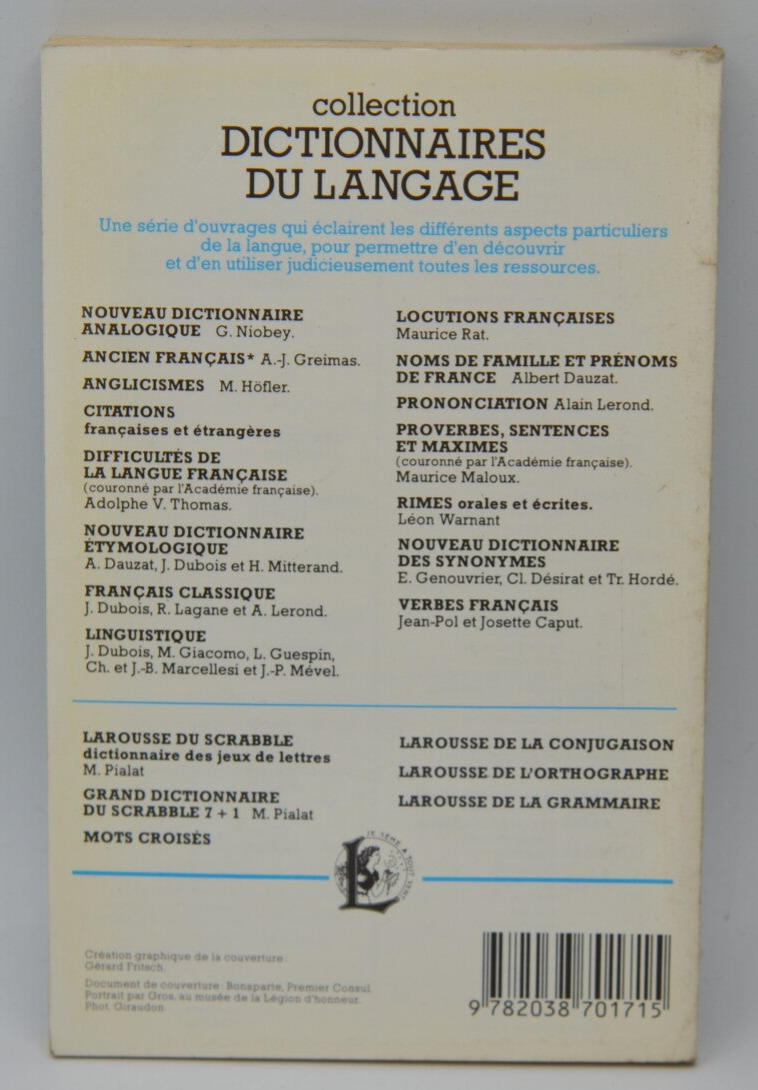 collection
DICTIONNAIRES
DU LANGAGE
Une série d'ouvrages qui éclairent les différents aspects particuliers
de la langue, pour permettre d'en découvrir
et d'en utiliser judicieusement toutes les ressources.
NOUVEAU DICTIONNAIRE
ANALOGIQUE G. Niobey.
ANCIEN FRANÇAIS* A.-J. Greimas.
ANGLICISMES M. Höfler.
CITATIONS
françaises et étrangères
DIFFICULTÉS DE
LA LANGUE FRANÇAISE
(couronné par l'Académie française).
Adolphe V. Thomas.
NOUVEAU DICTIONNAIRE
ÉTYMOLOGIQUE
A. Dauzat, J. Dubois et H. Mitterand.
FRANÇAIS CLASSIQUE
J. Dubois, R. Lagane et A. Lerond.
LINGUISTIQUE
J. Dubois, M. Giacomo, L. Guespin,
Ch. et J.-B. Marcellesi et J.-P. Mével.
LOCUTIONS FRANÇAISES
Maurice Rat.
NOMS DE FAMILLE ET PRÉNOMS
DE FRANCE Albert Dauzat.
PRONONCIATION Alain Lerond.
PROVERBES, SENTENCES
ET MAXIMES
(couronné par l'Académie française).
Maurice Maloux.
RIMES orales et écrites.
Léon Warnant
NOUVEAU DICTIONNAIRE
DES SYNONYMES
E. Genouvrier, Cl. Désirat et Tr. Hordé.
VERBES FRANÇAIS
Jean-Pol et Josette Caput.
LAROUSSE DU SCRABBLE
dictionnaire des jeux de lettres
M. Pialat
GRAND DICTIONNAIRE
DU SCRABBLE 7 + 1 M. Pialat
MOTS CROISÉS
LAROUSSE DE LA CONJUGAISON
LAROUSSE DE L'ORTHOGRAPHE
LAROUSSE DE LA GRAMMAIRE
JE SÈME À TOUT VENT
L
Création graphique de la couverture :
Gérard Fritsch.
Document de couverture : Bonaparte, Premier Consul.
Portrait par Gros, au musée de la Légion d'honneur.
Phot. Giraudon.
9 782038 701715